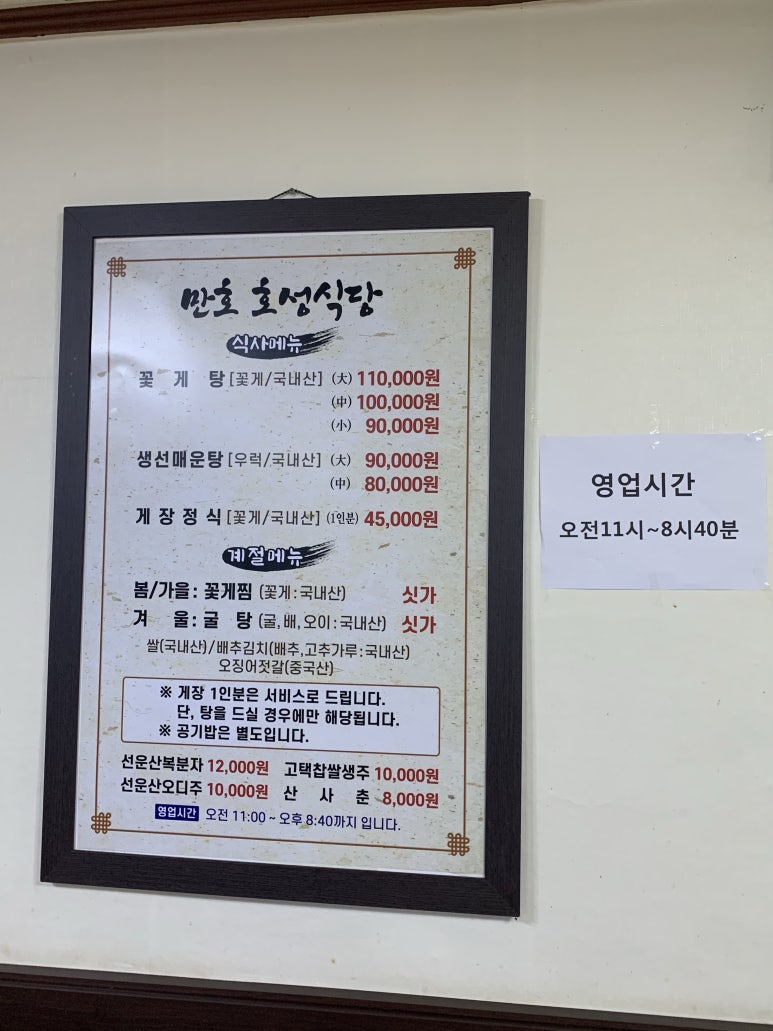 만호 호성식당
식사메뉴
꽃 게 탕 [꽃게/국내산] (大) 110,000원
(中) 100,000원
(小) 90,000원
생선매운탕 [우럭/국내산] (大) 90,000원
(中) 80,000원
게 장 정 식 [꽃게/국내산] (1인분) 45,000원
계절메뉴
봄/가을 : 꽃게찜 (꽃게 : 국내산) 싯가
겨 울 : 굴 탕 (굴, 배, 오이 : 국내산) 싯가
쌀(국내산)/배추김치(배추,고추가루:국내산)
오징어젓갈(중국산)
※ 게장 1인분은 서비스로 드립니다.
단, 탕을 드실 경우에만 해당됩니다.
※ 공기밥은 별도입니다.
선운산복분자 12,000원 고택찹쌀생주 10,000원
선운산오디주 10,000원 산 사 춘 8,000원
영업시간 오전 11:00 ~ 오후 8:40까지 입니다.
영업시간
오전11시~8시40분